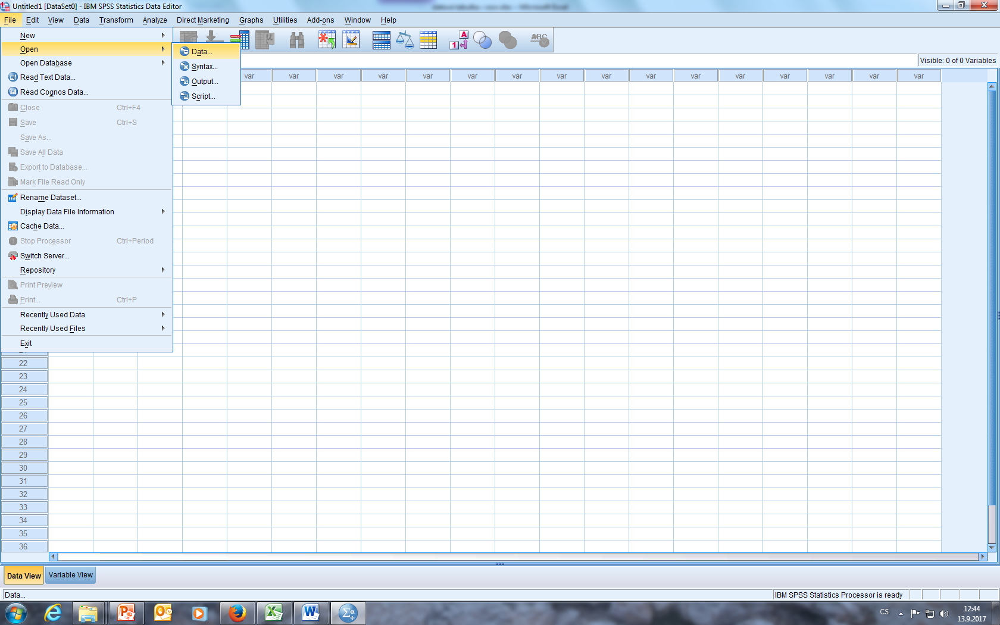 Untitled1 [DataSet0] - IBM SPSS Statistics Data Editor
File Edit View Data Transform Analyze Direct Marketing Graphs Utilities Add-ons Window Help
New
Open
Open Database
Read Text Data...
Read Cognos Data...
Close Ctrl+F4
Save Ctrl+S
Save As...
Save All Data
Export to Database...
Mark File Read Only
Rename Dataset...
Display Data File Information
Cache Data...
Stop Processor Ctrl+Period
Switch Server...
Repository
Print Preview
Print... Ctrl+P
Recently Used Data
Recently Used Files
Exit
Data...
Syntax...
Output...
Script...
A
1
ABC
Visible: 0 of 0 Variables
var var var var var var var var var var var var var var var var
22
23
24
25
26
27
28
29
30
31
32
33
34
35
36
Data View Variable View
Data... IBM SPSS Statistics Processor is ready
CS 12:44
13.9.2017